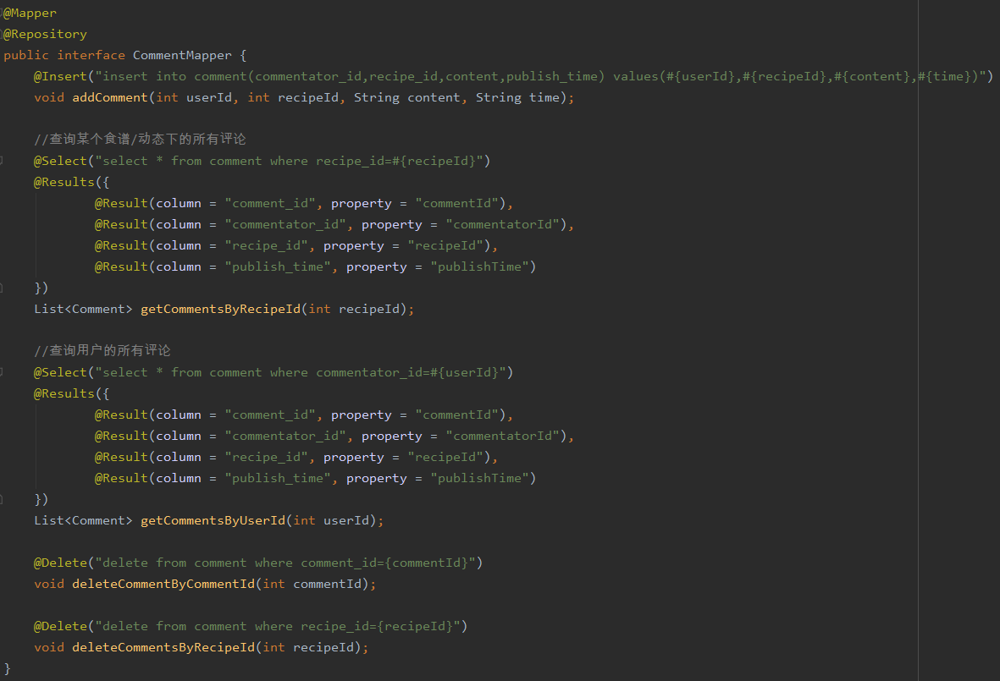 @Mapper
@Repository
public interface CommentMapper {
    @Insert("insert into comment(commentator_id,recipe_id,content,publish_time) values(#{userId},#{recipeId},#{content},#{time})")
    void addComment(int userId, int recipeId, String content, String time);

    //查询某个食谱/动态下的所有评论
    @Select("select * from comment where recipe_id=#{recipeId}")
    @Results({
            @Result(column = "comment_id", property = "commentId"),
            @Result(column = "commentator_id", property = "commentatorId"),
            @Result(column = "recipe_id", property = "recipeId"),
            @Result(column = "publish_time", property = "publishTime")
    })
    List<Comment> getCommentsByRecipeId(int recipeId);

    //查询用户的所有评论
    @Select("select * from comment where commentator_id=#{userId}")
    @Results({
            @Result(column = "comment_id", property = "commentId"),
            @Result(column = "commentator_id", property = "commentatorId"),
            @Result(column = "recipe_id", property = "recipeId"),
            @Result(column = "publish_time", property = "publishTime")
    })
    List<Comment> getCommentsByUserId(int userId);

    @Delete("delete from comment where comment_id={commentId}")
    void deleteCommentByCommentId(int commentId);

    @Delete("delete from comment where recipe_id={recipeId}")
    void deleteCommentsByRecipeId(int recipeId);
}